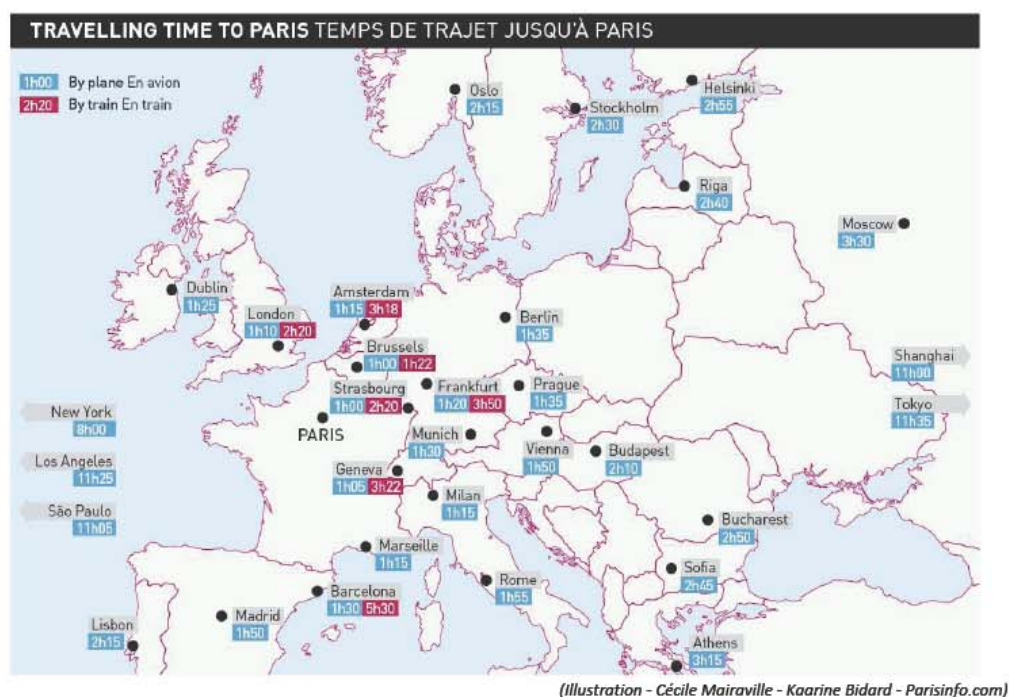 TRAVELLING TIME TO PARIS TEMPS DE TRAJET JUSQU'À PARIS
1h00 By plane En avion
2h20 By train En train
Oslo
2h15
Stockholm
2h30
Helsinki
2h55
Riga
2h40
Moscow
3h30
Dublin
1h25
London
1h10 2h20
Amsterdam
1h15 3h18
Brussels
1h00 1h22
Berlin
1h35
Strasbourg
1h00 2h20
Frankfurt
1h20 3h50
Prague
1h35
Shanghai
11h00
Tokyo
11h35
New York
8h00
Los Angeles
11h25
São Paulo
11h05
PARIS
Munich
1h30
Vienna
1h50
Budapest
2h10
Geneva
1h05 3h22
Milan
1h15
Bucharest
2h50
Marseille
1h15
Sofia
2h45
Rome
1h55
Barcelona
1h30 5h30
Madrid
1h50
Lisbon
2h15
Athens
3h15
(Illustration - Cécile Mairaville - Kaarine Bidard - Parisinfo.com)